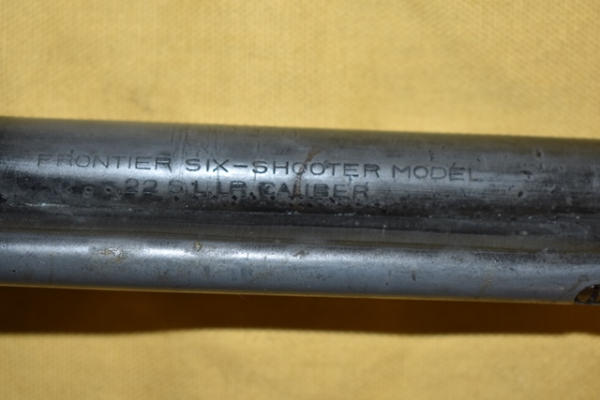 FRONTIER SIX-SHOOTER MODEL
22 S.L.LR. CALIBER